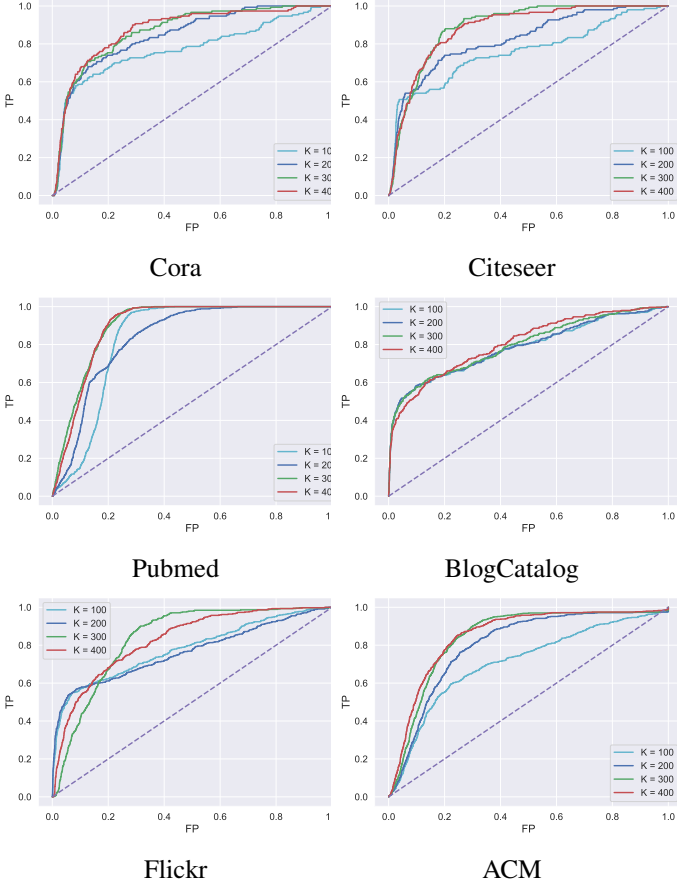 1.0
0.8
0.6
0.4
0.2
0.0
TP
K = 10
K = 20
K = 30
K = 40
0.0 0.2 0.4 0.6 0.8 1
FP
Cora
1.0
0.8
0.6
0.4
0.2
0.0
TP
K = 100
K = 200
K = 300
K = 400
0.0 0.2 0.4 0.6 0.8 1.0
FP
Citeseer
1.0
0.8
0.6
0.4
0.2
0.0
TP
K = 10
K = 20
K = 30
K = 40
0.0 0.2 0.4 0.6 0.8 1
FP
Pubmed
1.0
0.8
0.6
0.4
0.2
0.0
TP
K = 100
K = 200
K = 300
K = 400
0.0 0.2 0.4 0.6 0.8 1.0
FP
BlogCatalog
1.0
0.8
0.6
0.4
0.2
0.0
TP
K = 100
K = 200
K = 300
K = 400
0.0 0.2 0.4 0.6 0.8 1
FP
Flickr
1.0
0.8
0.6
0.4
0.2
0.0
TP
K = 100
K = 200
K = 300
K = 400
0.0 0.2 0.4 0.6 0.8 1.0
FP
ACM